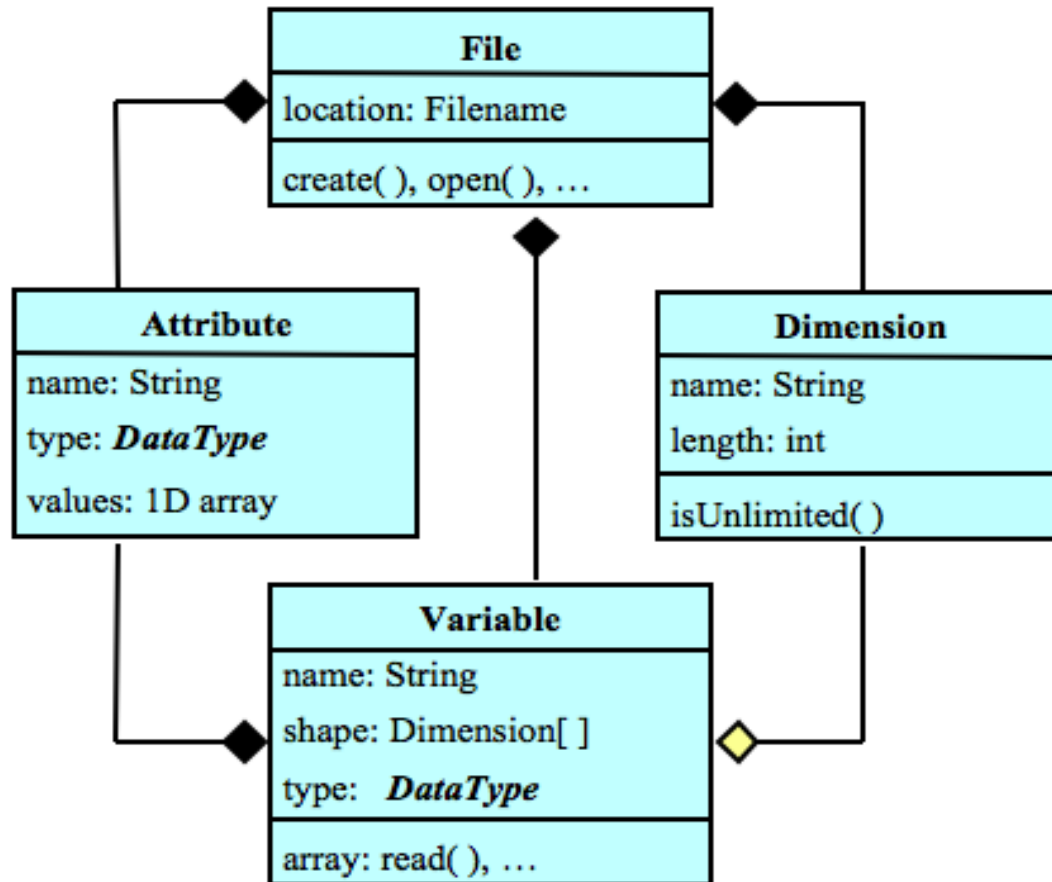 File
location: Filename
create( ), open( ), …
Attribute
name: String
type: DataType
values: 1D array
Dimension
name: String
length: int
isUnlimited( )
Variable
name: String
shape: Dimension[ ]
type: DataType
array: read( ), …